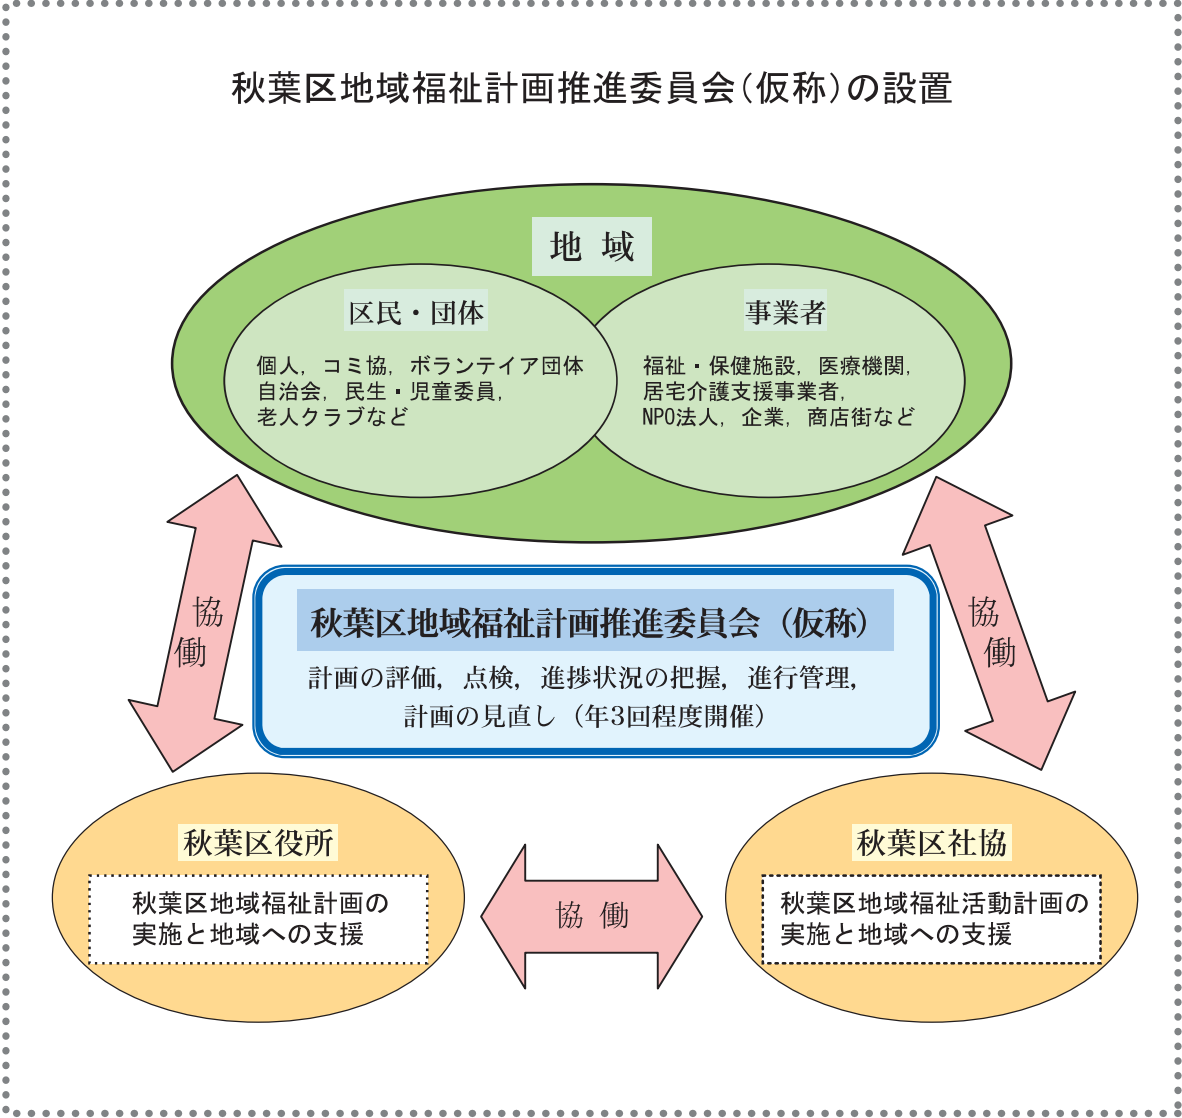 秋葉区地域福祉計画推進委員会(仮称)の設置
地 域
区民・団体
個人，コミ協，ボランテイア団体
自治会，民生・児童委員，
老人クラブなど
事業者
福祉・保健施設，医療機関，
居宅介護支援事業者，
NPO法人，企業，商店街など
協働
協働
秋葉区地域福祉計画推進委員会（仮称）
計画の評価，点検，進捗状況の把握，進行管理，
計画の見直し（年3回程度開催）
秋葉区役所
秋葉区地域福祉計画の
実施と地域への支援
協 働
秋葉区社協
秋葉区地域福祉活動計画の
実施と地域への支援